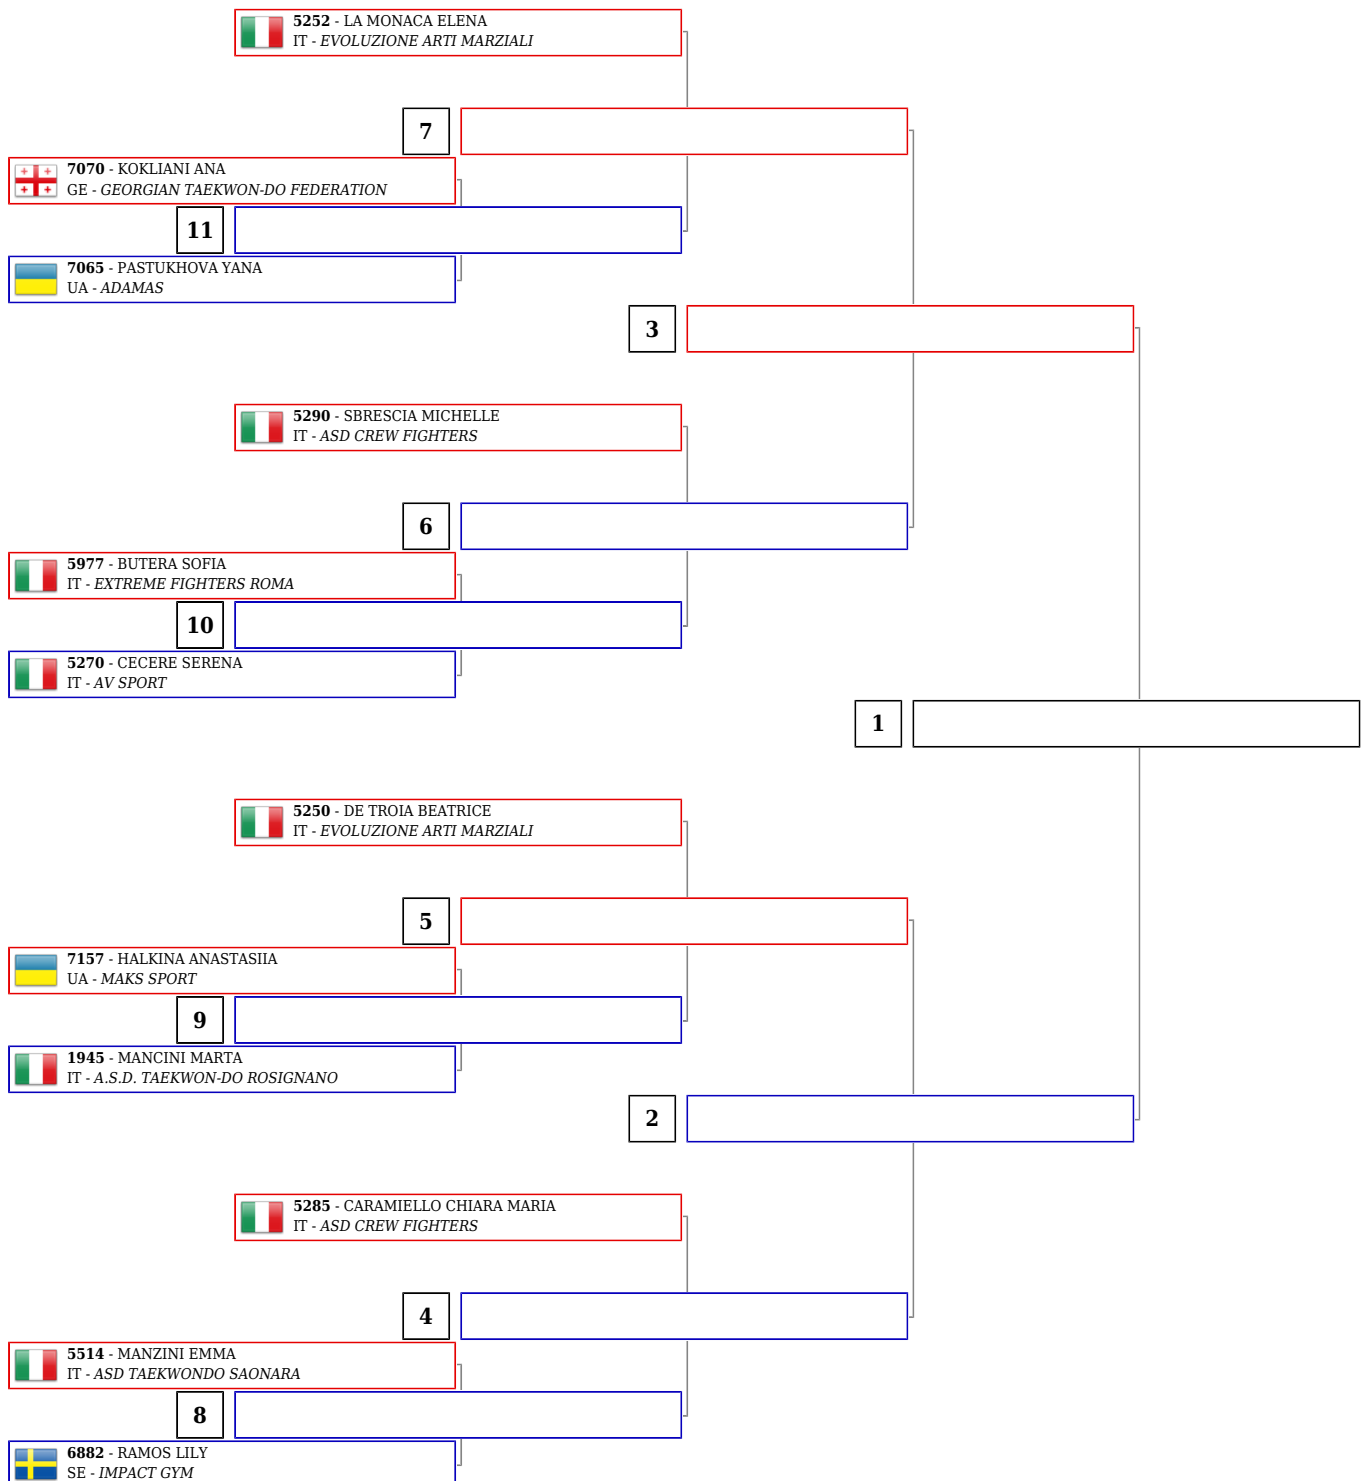 5252 - LA MONACA ELENA
IT - EVOLUZIONE ARTI MARZIALI
7
7070 - KOKLIANI ANA
GE - GEORGIAN TAEKWON-DO FEDERATION
11
7065 - PASTUKHOVA YANA
UA - ADAMAS
3
5290 - SBRESCIA MICHELLE
IT - ASD CREW FIGHTERS
6
5977 - BUTERA SOFIA
IT - EXTREME FIGHTERS ROMA
10
5270 - CECERE SERENA
IT - AV SPORT
1
5250 - DE TROIA BEATRICE
IT - EVOLUZIONE ARTI MARZIALI
5
7157 - HALKINA ANASTASIIA
UA - MAKS SPORT
9
1945 - MANCINI MARTA
IT - A.S.D. TAEKWON-DO ROSIGNANO
2
5285 - CARAMIELLO CHIARA MARIA
IT - ASD CREW FIGHTERS
4
5514 - MANZINI EMMA
IT - ASD TAEKWONDO SAONARA
8
6882 - RAMOS LILY
SE - IMPACT GYM